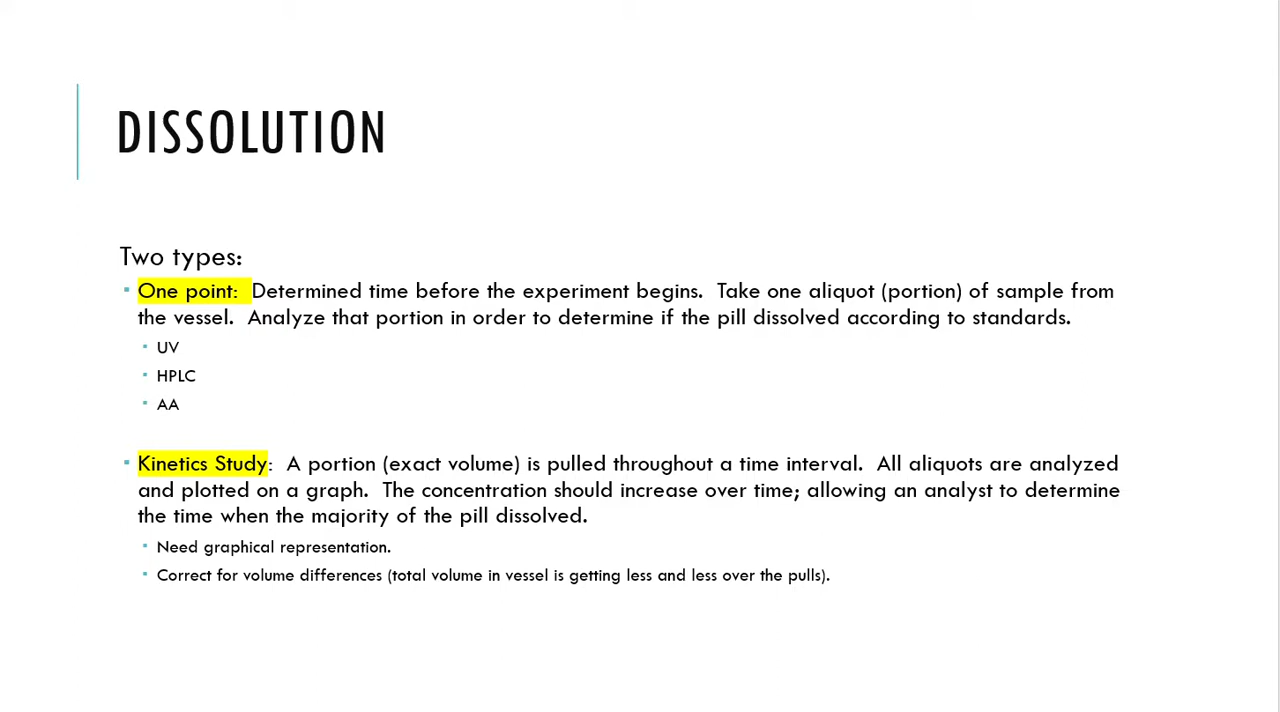 DISSOLUTION
Two types:
One point: Determined time before the experiment begins. Take one aliquot (portion) of sample from
the vessel. Analyze that portion in order to determine if the pill dissolved according to standards.
UV
HPLC
AA
Kinetics Study: A portion (exact volume) is pulled throughout a time interval. All aliquots are analyzed
and plotted on a graph. The concentration should increase over time; allowing an analyst to determine
the time when the majority of the pill dissolved.
Need graphical representation.
Correct for volume differences (total volume in vessel is getting less and less over the pulls).